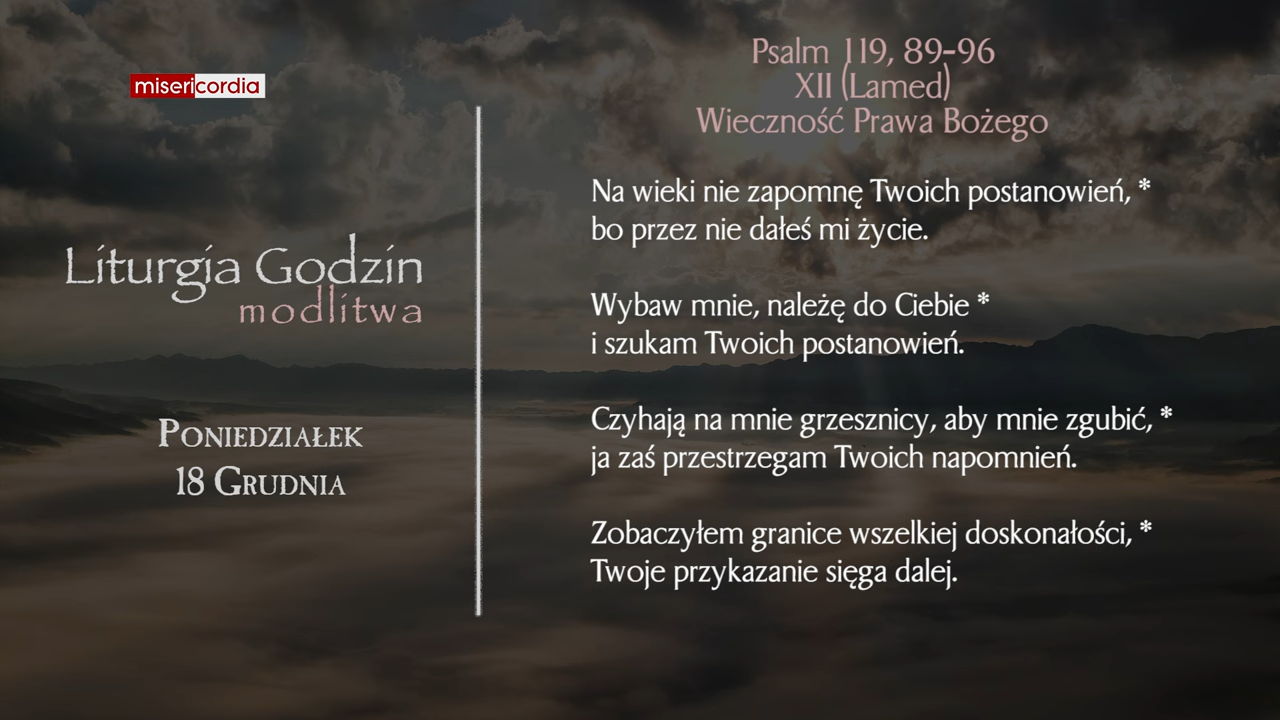 misericordia
Liturgia Godzin
modlitwa
Poniedziałek
18 Grudnia
Psalm 119, 89-96
XII (Lamed)
Wieczność Prawa Bożego
Na wieki nie zapomnę Twoich postanowień, *
bo przez nie dałeś mi życie.
Wybaw mnie, należę do Ciebie *
i szukam Twoich postanowień.
Czyhają na mnie grzesznicy, aby mnie zgubić, *
ja zaś przestrzegam Twoich napomnień.
Zobaczyłem granice wszelkiej doskonałości, *
Twoje przykazanie sięga dalej.